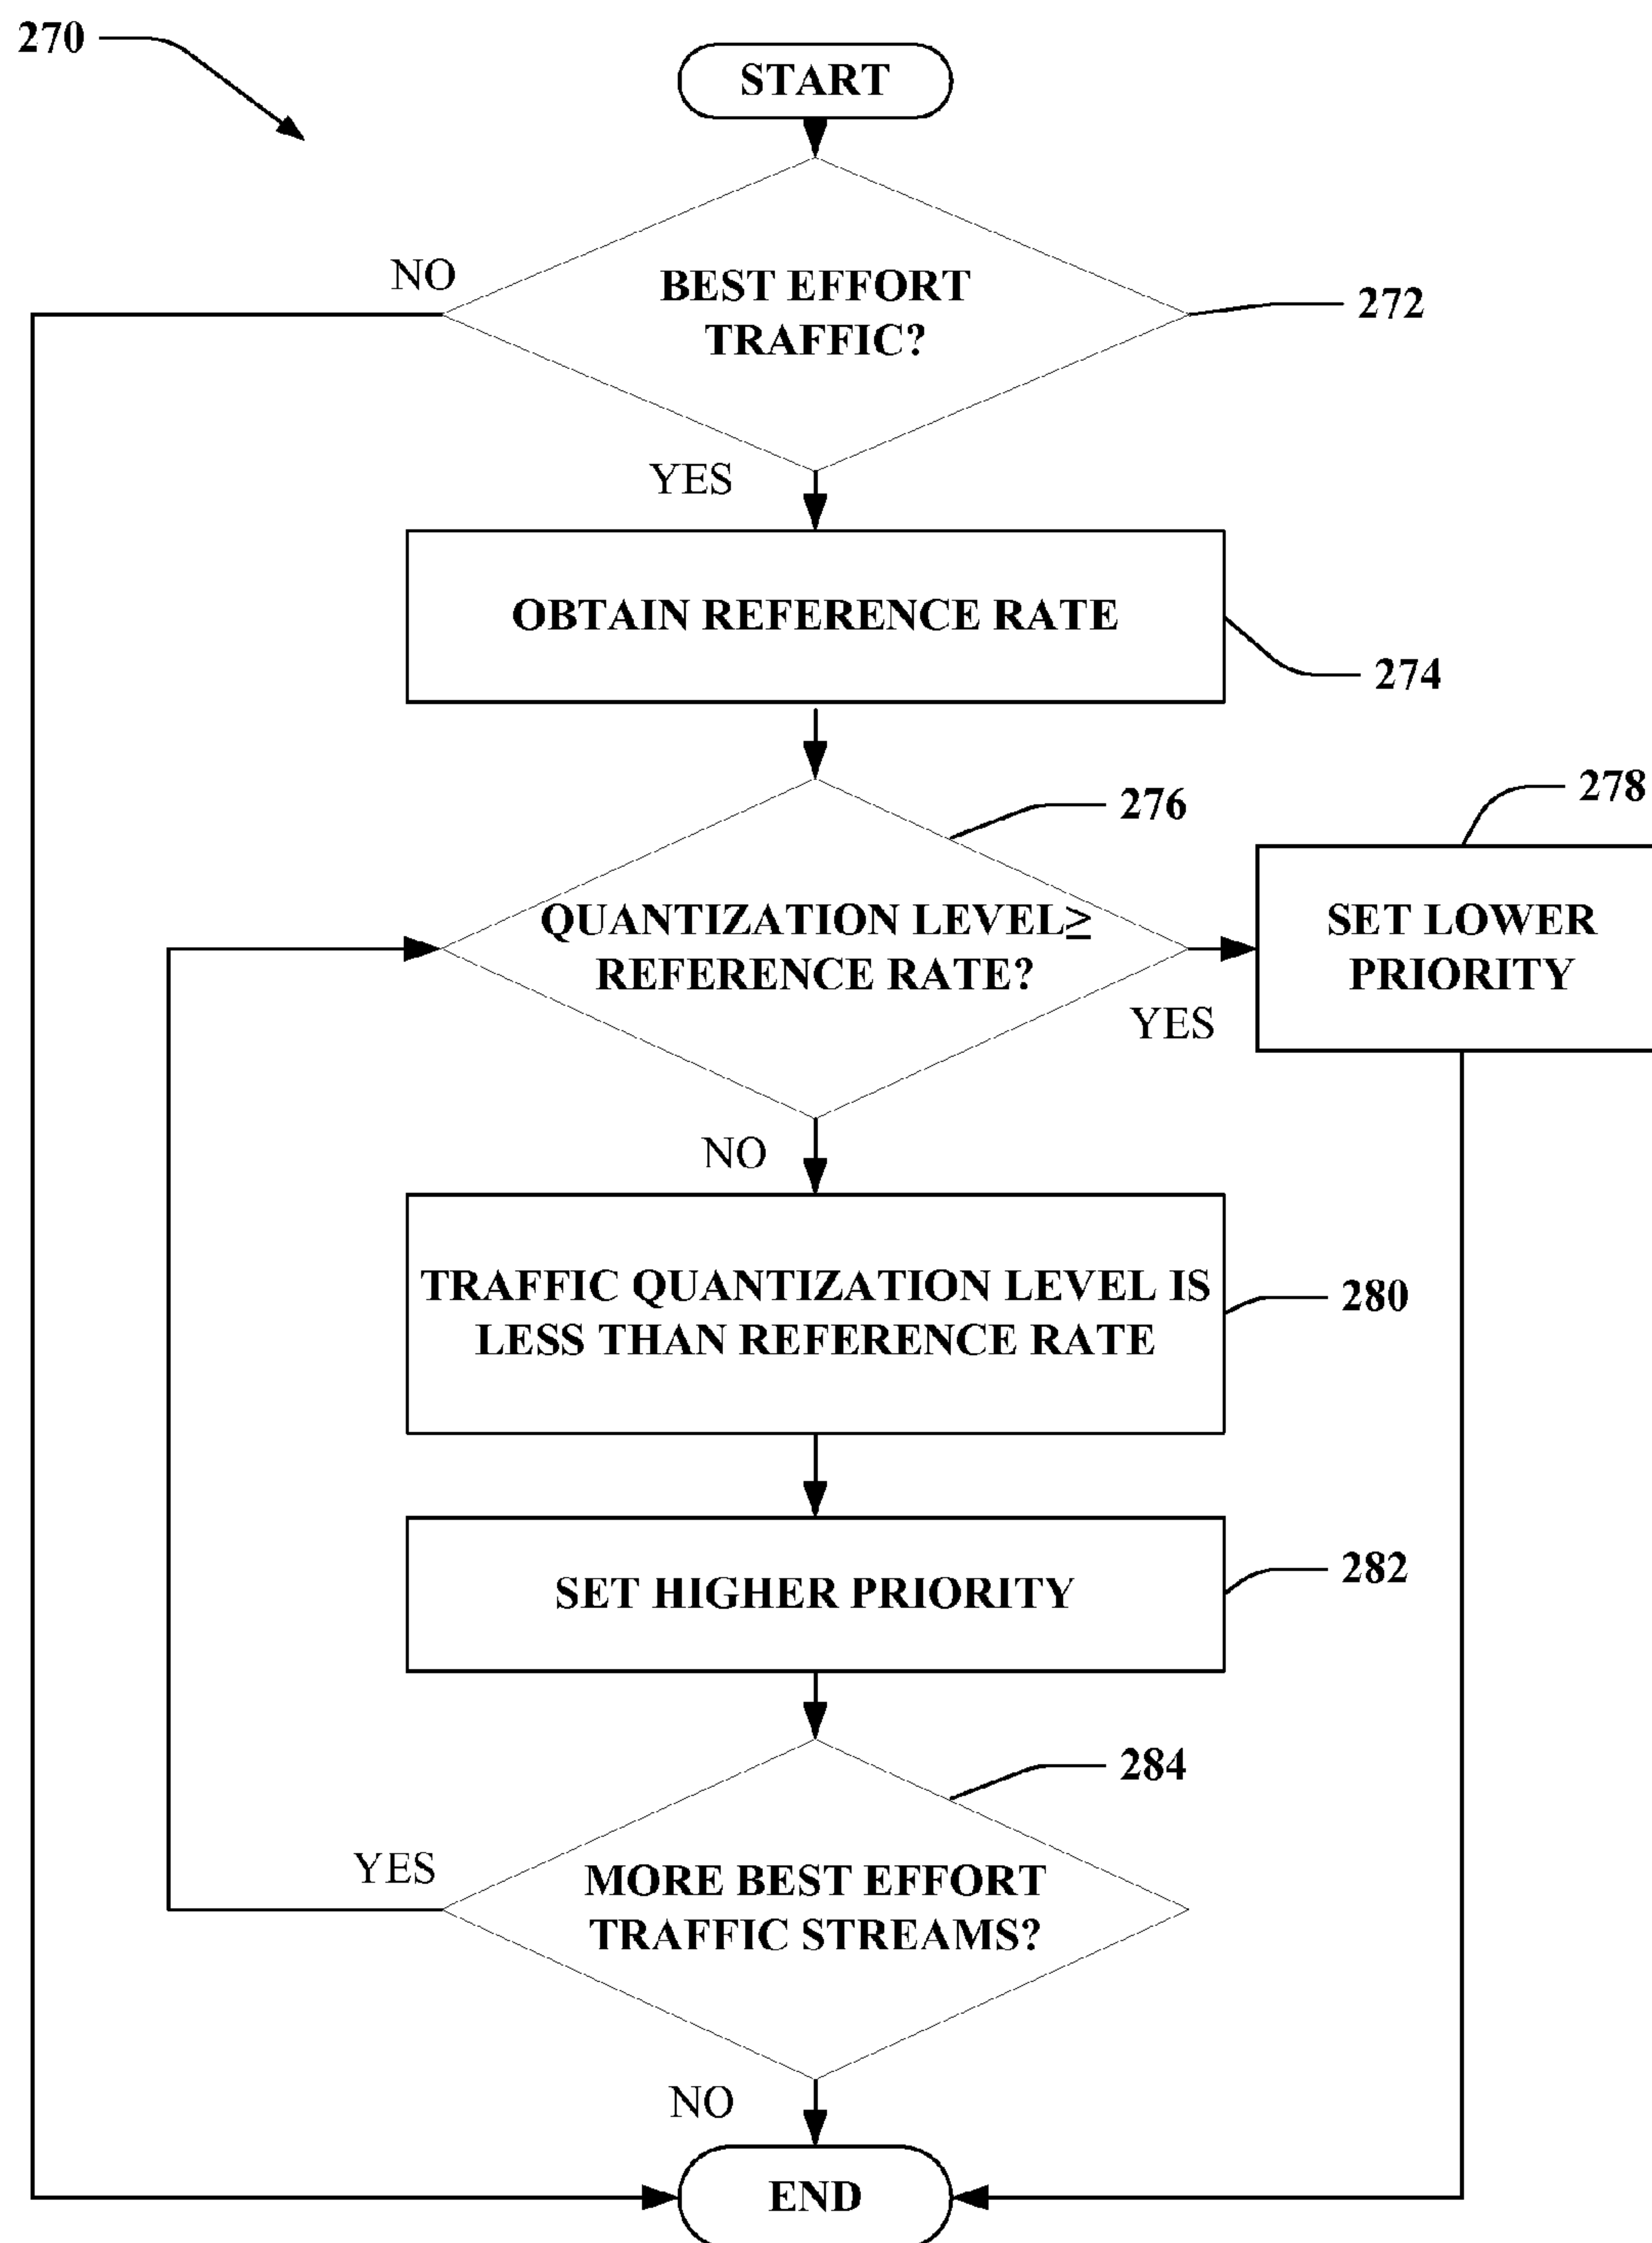 270
START
NO
BEST EFFORT
TRAFFIC?
272
YES
OBTAIN REFERENCE RATE
274
276
278
QUANTIZATION LEVEL≥
REFERENCE RATE?
SET LOWER
PRIORITY
YES
NO
TRAFFIC QUANTIZATION LEVEL IS
LESS THAN REFERENCE RATE
280
SET HIGHER PRIORITY
282
284
YES
MORE BEST EFFORT
TRAFFIC STREAMS?
NO
END